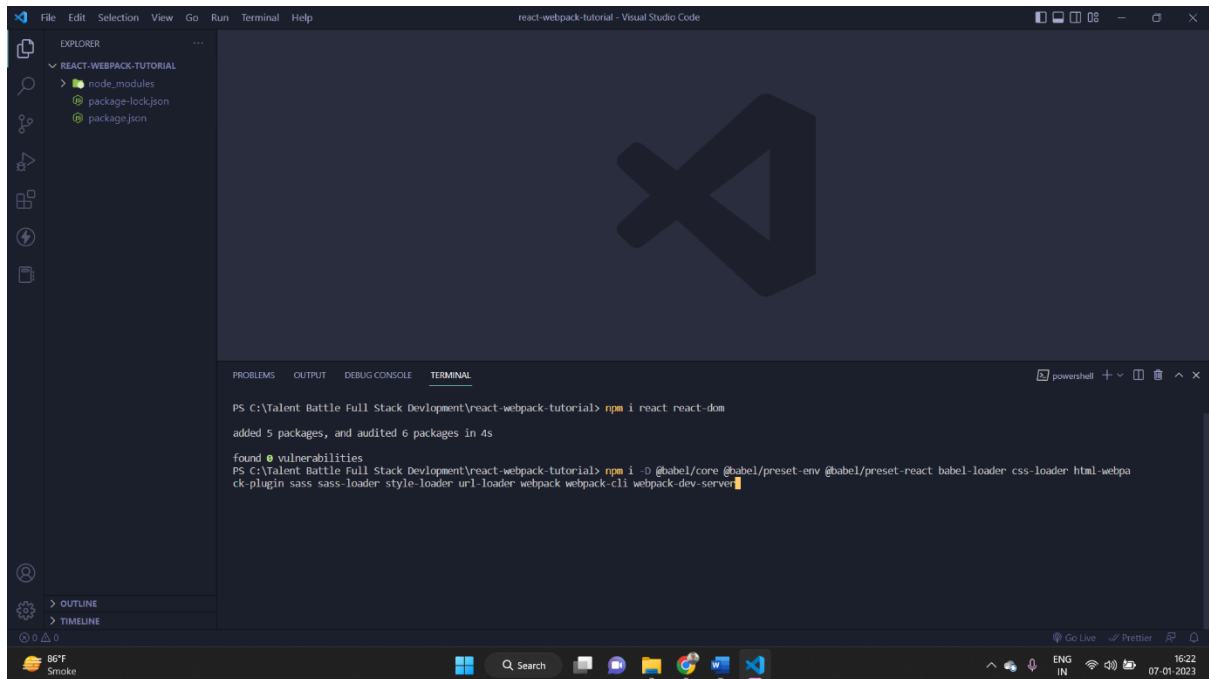 File Edit Selection View Go Run Terminal Help
react-webpack-tutorial - Visual Studio Code
EXPLORER
REACT-WEBPACK-TUTORIAL
node_modules
package-lock.json
package.json
PROBLEMS OUTPUT DEBUG CONSOLE TERMINAL
powershell
PS C:\Talent Battle Full Stack Devlopment\react-webpack-tutorial> npm i react react-dom
added 5 packages, and audited 6 packages in 4s
found 0 vulnerabilities
PS C:\Talent Battle Full Stack Devlopment\react-webpack-tutorial> npm i -D @babel/core @babel/preset-env @babel/preset-react babel-loader css-loader html-webpa
ck-plugin sass sass-loader style-loader url-loader webpack webpack-cli webpack-dev-server
OUTLINE
TIMELINE
0 0
Go Live Prettier
86°F
Smoke
Search
ENG
IN
16:22
07-01-2023